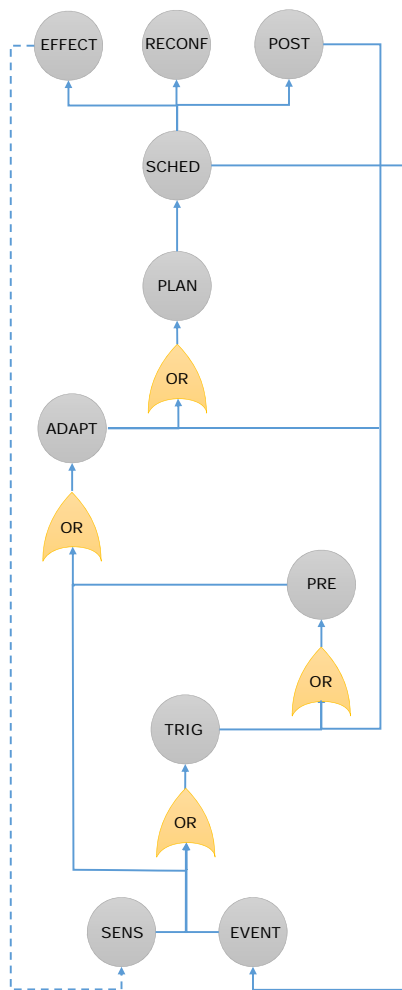 EFFECT
RECONF
POST
SCHED
PLAN
OR
ADAPT
OR
PRE
OR
TRIG
OR
SENS
EVENT